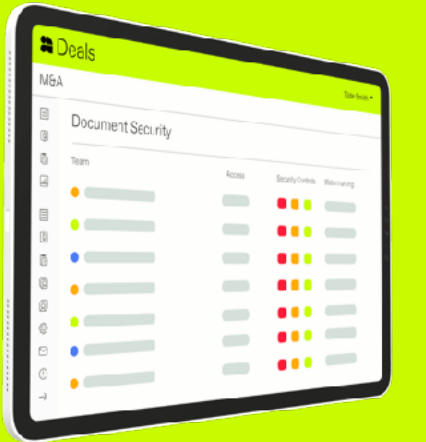 Deals
M&A
Document Security
Team
Access
Security Controls
Watermarking